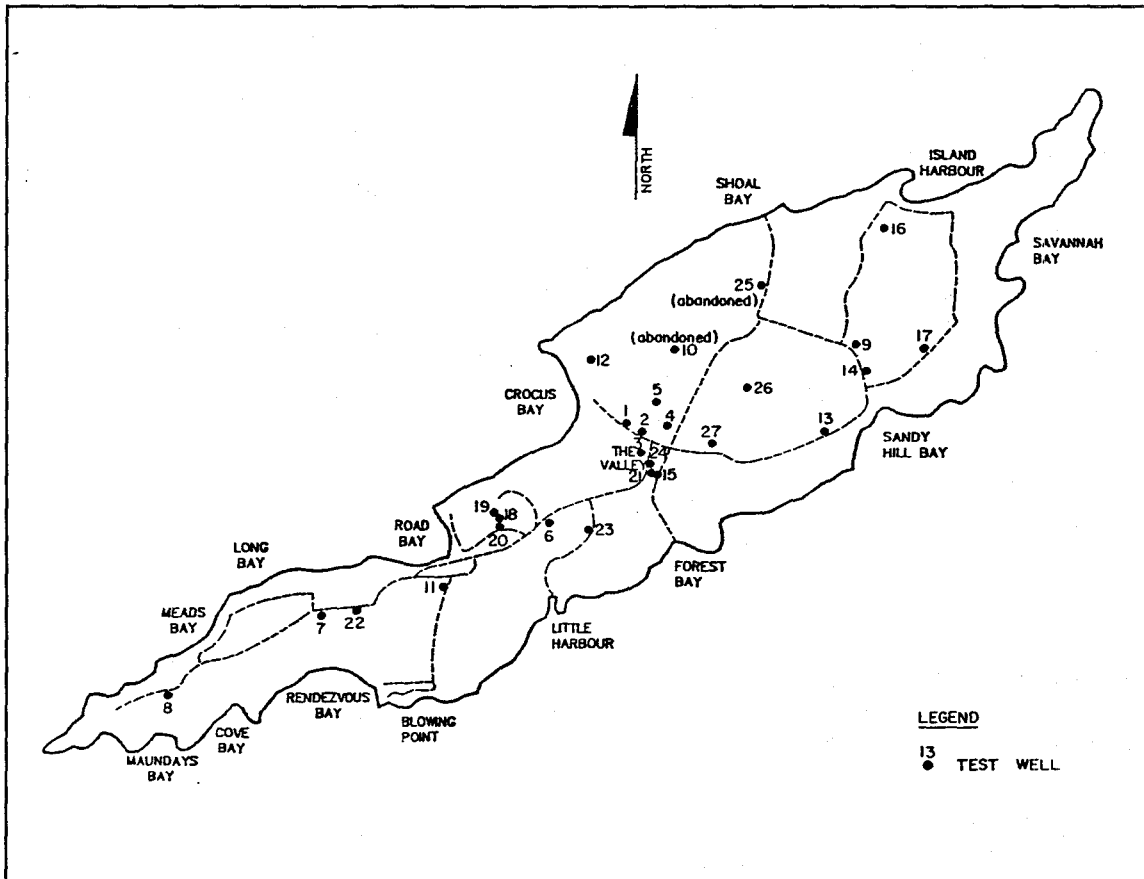 NORTH
ISLAND
HARBOUR
SHOAL
BAY
SAVANNAH
BAY
16
25
(abandoned)
(abandoned)
10
12
9
17
14
26
5
CROCUS
BAY
1
2
4
13
27
SANDY
HILL BAY
3
THE
VALLEY
24
21
15
19
18
20
6
23
ROAD
BAY
LONG
BAY
FOREST
BAY
11
MEADS
BAY
7
22
LITTLE
HARBOUR
8
RENDEZVOUS
BAY
BLOWING
POINT
COVE
BAY
MAUNDAYS
BAY
LEGEND
13
TEST WELL